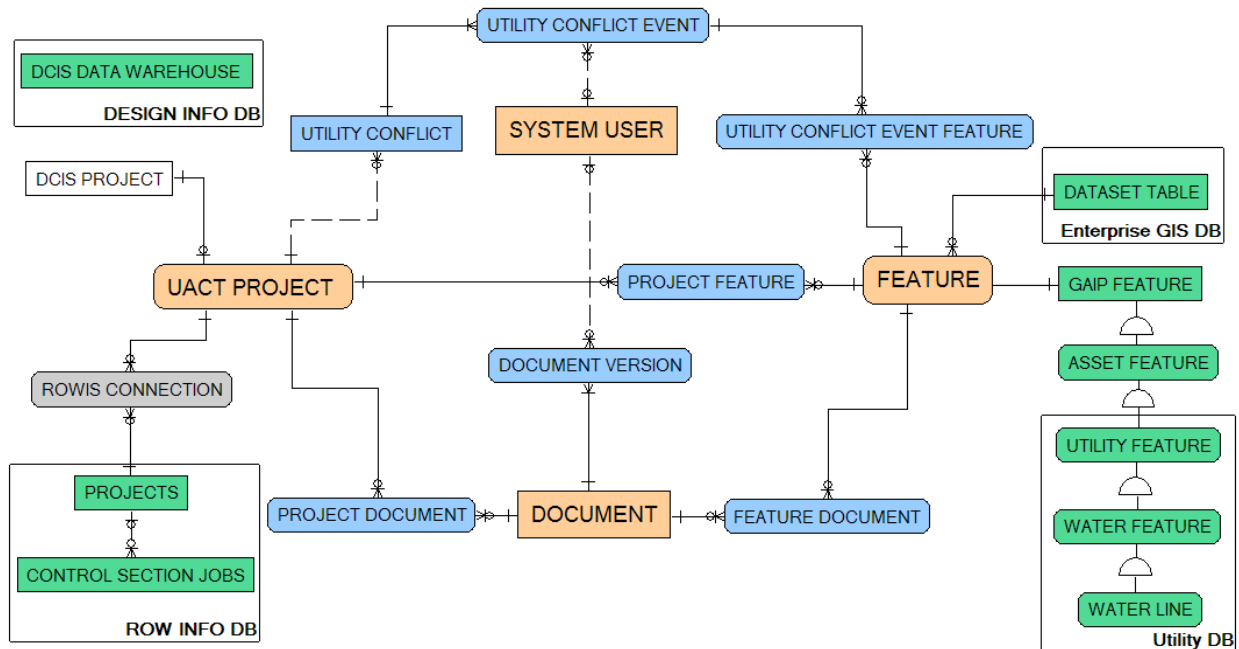 UTILITY CONFLICT EVENT
DCIS DATA WAREHOUSE
DESIGN INFO DB
UTILITY CONFLICT
SYSTEM USER
UTILITY CONFLICT EVENT FEATURE
DCIS PROJECT
DATASET TABLE
Enterprise GIS DB
UACT PROJECT
PROJECT FEATURE
FEATURE
GAIP FEATURE
ROWIS CONNECTION
DOCUMENT VERSION
ASSET FEATURE
UTILITY FEATURE
PROJECTS
PROJECT DOCUMENT
DOCUMENT
FEATURE DOCUMENT
WATER FEATURE
CONTROL SECTION JOBS
WATER LINE
ROW INFO DB
Utility DB